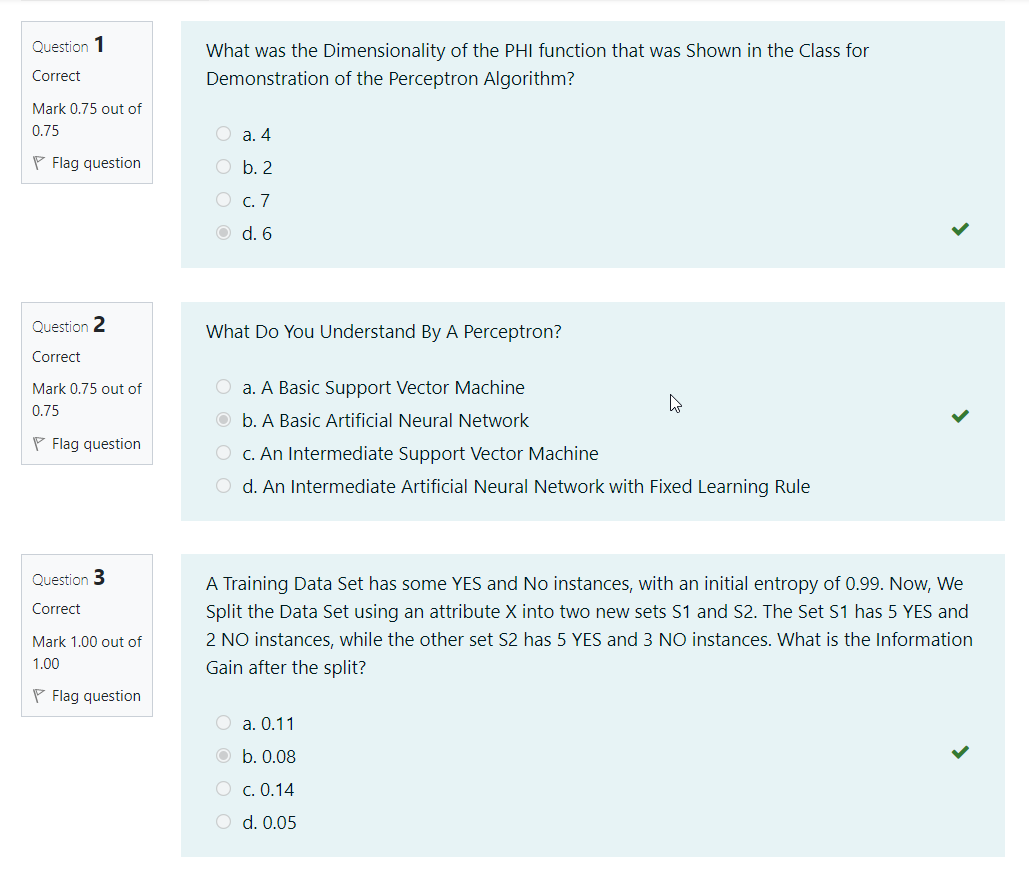 Question 1
Correct
Mark 0.75 out of
0.75
Flag question
What was the Dimensionality of the PHI function that was Shown in the Class for
Demonstration of the Perceptron Algorithm?
a. 4
b. 2
c. 7
d. 6
Question 2
Correct
Mark 0.75 out of
0.75
Flag question
What Do You Understand By A Perceptron?
a. A Basic Support Vector Machine
b. A Basic Artificial Neural Network
c. An Intermediate Support Vector Machine
d. An Intermediate Artificial Neural Network with Fixed Learning Rule
Question 3
Correct
Mark 1.00 out of
1.00
Flag question
A Training Data Set has some YES and No instances, with an initial entropy of 0.99. Now, We
Split the Data Set using an attribute X into two new sets S1 and S2. The Set S1 has 5 YES and
2 NO instances, while the other set S2 has 5 YES and 3 NO instances. What is the Information
Gain after the split?
a. 0.11
b. 0.08
c. 0.14
d. 0.05